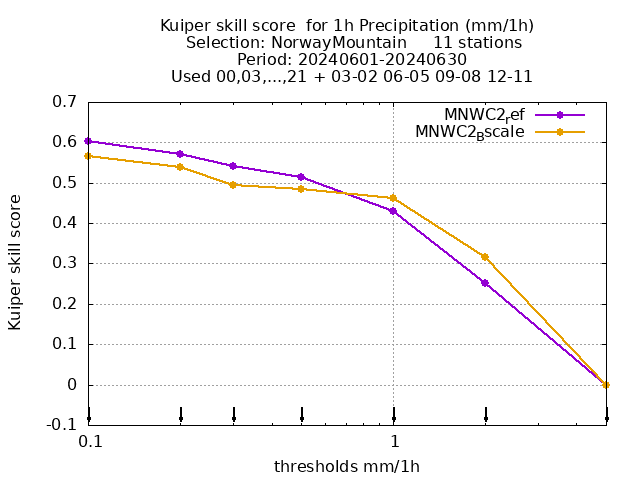 Kuiper skill score  for 1h Precipitation (mm/1h)
Selection: NorwayMountain     11 stations
Period: 20240601-20240630
Used 00,03,...,21 + 03-02 06-05 09-08 12-11
MNWC2ref
MNWC2Bscale
0.7
0.6
0.5
0.4
0.3
0.2
0.1
0
-0.1
Kuiper skill score
0.1
1
thresholds mm/1h